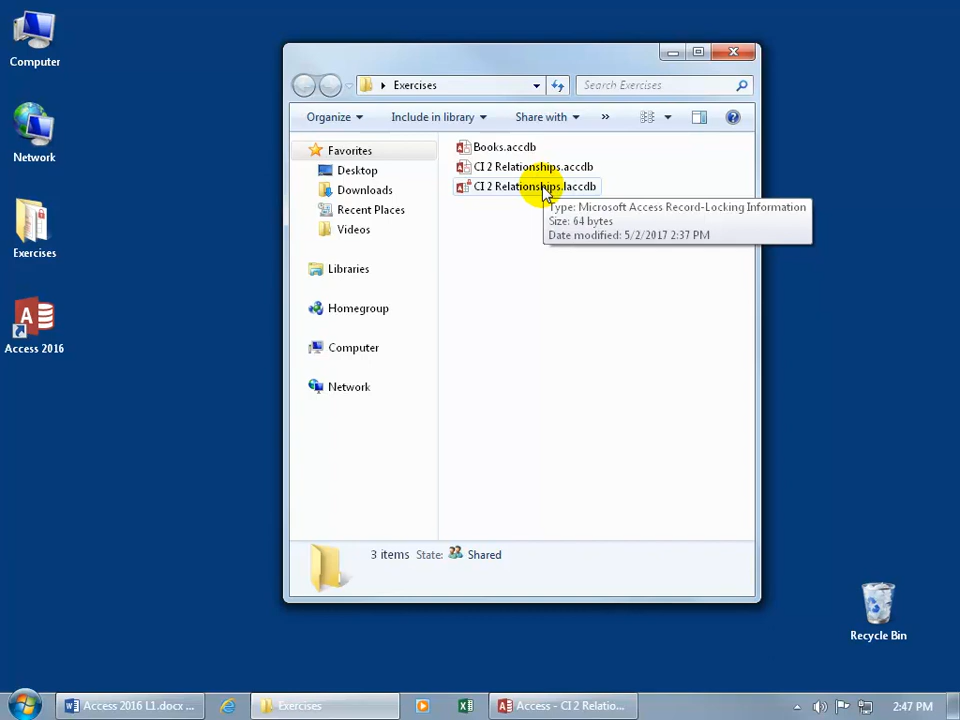 Computer
Network
Exercises
Access 2016
Exercises
Search Exercises
Organize
Include in library
Share with
»
Favorites
Desktop
Downloads
Recent Places
Videos
Libraries
Homegroup
Computer
Network
Books.accdb
CI 2 Relationships.accdb
CI 2 Relationships.laccdb
Type: Microsoft Access Record-Locking Information
Size: 64 bytes
Date modified: 5/2/2017 2:37 PM
3 items State: Shared
Recycle Bin
Access 2016 L1.docx ...
Exercises
Access - CI 2 Relatio...
2:47 PM